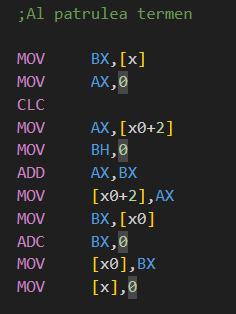 ;Al patrulea termen
MOV BX,[x]
MOV AX,0
CLC
MOV AX,[x0+2]
MOV BH,0
ADD AX,BX
MOV [x0+2],AX
MOV BX,[x0]
ADC BX,0
MOV [x0],BX
MOV [x],0